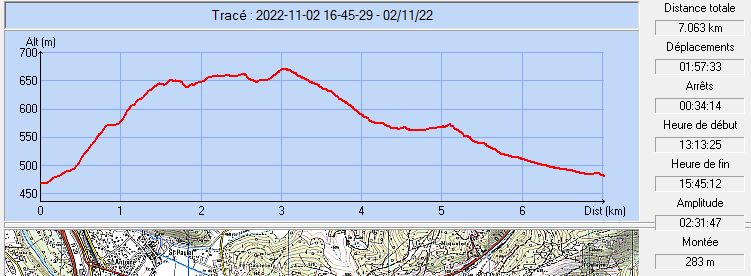 Tracé : 2022-11-02 16-45-29 - 02/11/22
Alt (m)
700
650
600
550
500
450
0 1 2 3 4 5 6 Dist (km)
Distance totale
7.063 km
Déplacements
01:57:33
Arrêts
00:34:14
Heure de début
13:13:25
Heure de fin
15:45:12
Amplitude
02:31:47
Montée
283 m